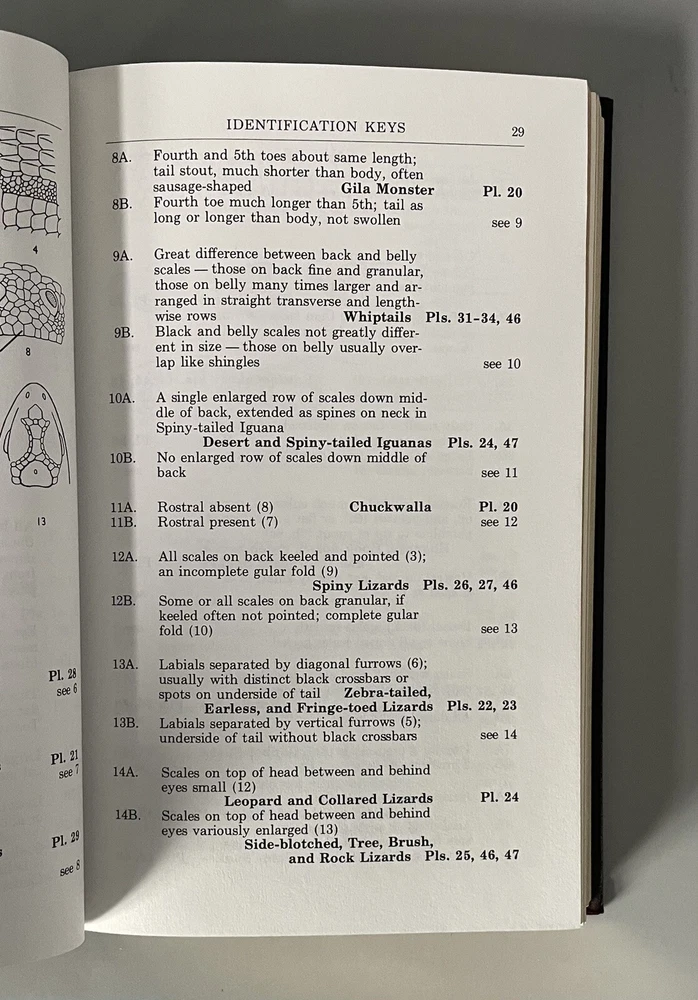 4
8
13
Pl. 28
see 6
Pl. 21
see 7
Pl. 29
see 8
IDENTIFICATION KEYS 29
8A. Fourth and 5th toes about same length;
tail stout, much shorter than body, often
sausage-shaped Gila Monster Pl. 20
8B. Fourth toe much longer than 5th; tail as
long or longer than body, not swollen see 9
9A. Great difference between back and belly
scales — those on back fine and granular,
those on belly many times larger and ar-
ranged in straight transverse and length-
wise rows Whiptails Pls. 31–34, 46
9B. Black and belly scales not greatly differ-
ent in size — those on belly usually over-
lap like shingles see 10
10A. A single enlarged row of scales down mid-
dle of back, extended as spines on neck in
Spiny-tailed Iguana
Desert and Spiny-tailed Iguanas Pls. 24, 47
10B. No enlarged row of scales down middle of
back see 11
11A. Rostral absent (8) Chuckwalla Pl. 20
11B. Rostral present (7) see 12
12A. All scales on back keeled and pointed (3);
an incomplete gular fold (9)
Spiny Lizards Pls. 26, 27, 46
12B. Some or all scales on back granular, if
keeled often not pointed; complete gular
fold (10) see 13
13A. Labials separated by diagonal furrows (6);
usually with distinct black crossbars or
spots on underside of tail Zebra-tailed,
Earless, and Fringe-toed Lizards Pls. 22, 23
13B. Labials separated by vertical furrows (5);
underside of tail without black crossbars see 14
14A. Scales on top of head between and behind
eyes small (12)
Leopard and Collared Lizards Pl. 24
14B. Scales on top of head between and behind
eyes variously enlarged (13)
Side-blotched, Tree, Brush,
and Rock Lizards Pls. 25, 46, 47